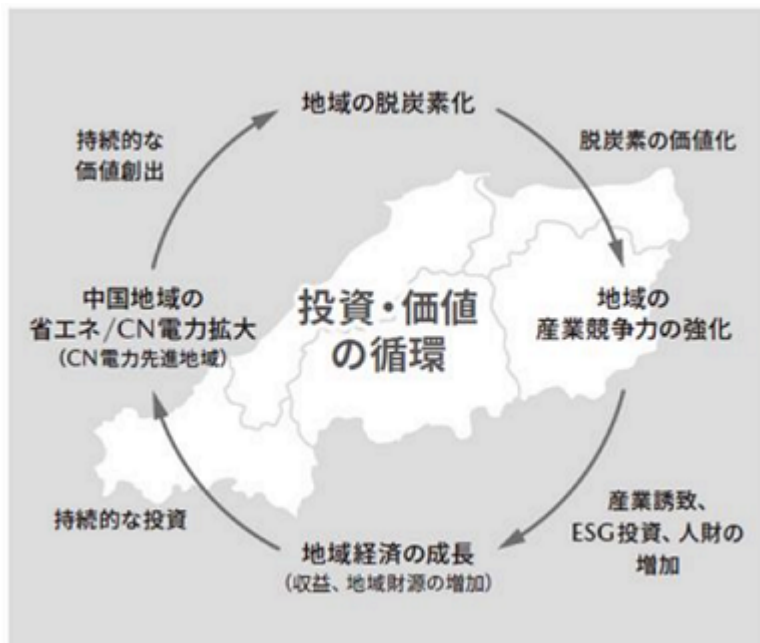 地域の脱炭素化
持続的な
価値創出
脱炭素の価値化
中国地域の
省エネ/CN電力拡大
(CN電力先進地域)
投資・価値
の循環
地域の
産業競争力の強化
持続的な投資
産業誘致、
ESG投資、人財の
増加
地域経済の成長
(収益、地域財源の増加)